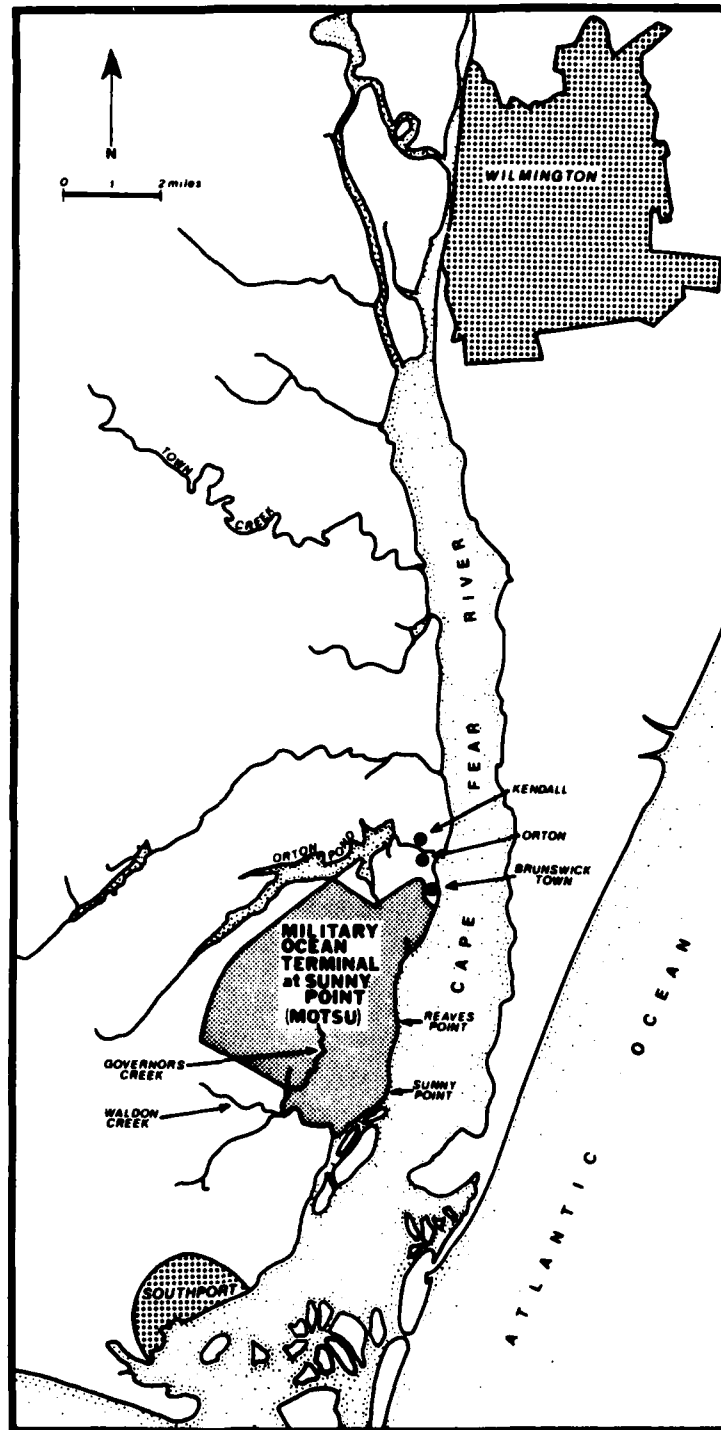 N
0 1 2 miles
WILMINGTON
TOWN
CREEK
RIVER
FEAR
CAPE
KENDALL
ORTON
BRUNSWICK
TOWN
ORTON POND
MILITARY
OCEAN
TERMINAL
at SUNNY
POINT
(MOTSU)
REAVES
POINT
GOVERNORS
CREEK
SUNNY
POINT
WALDON
CREEK
ATLANTIC OCEAN
SOUTHPORT